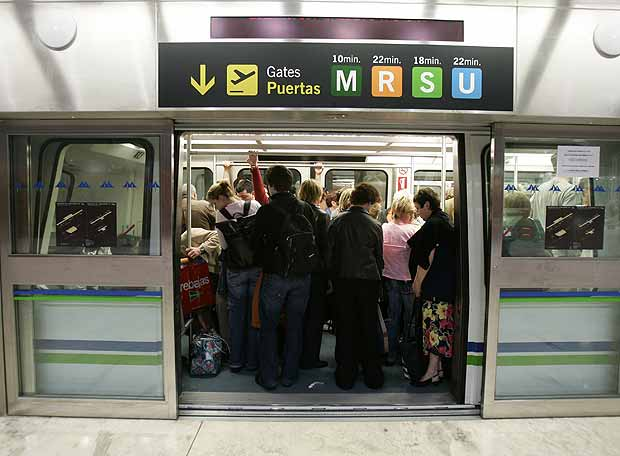 10min. 22min. 18min. 22min.
Gates M R S U
Puertas
rebajas